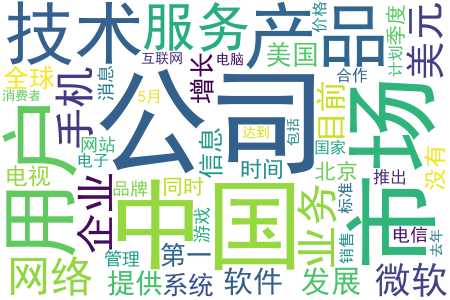 技术
服务
产品
价格
互联网
电脑
美国
计划
季度
美元
全球
消费者
手机
消息
5月
增长
合作
公司
市场
用户
网站
电子
信息
达到
包括
目前
国家
没有
电视
企业
中国
品牌
同时
游戏
时间
业务
北京
标准
推出
电信
去年
销售
管理
第一
网络
提供
系统
软件
发展
微软